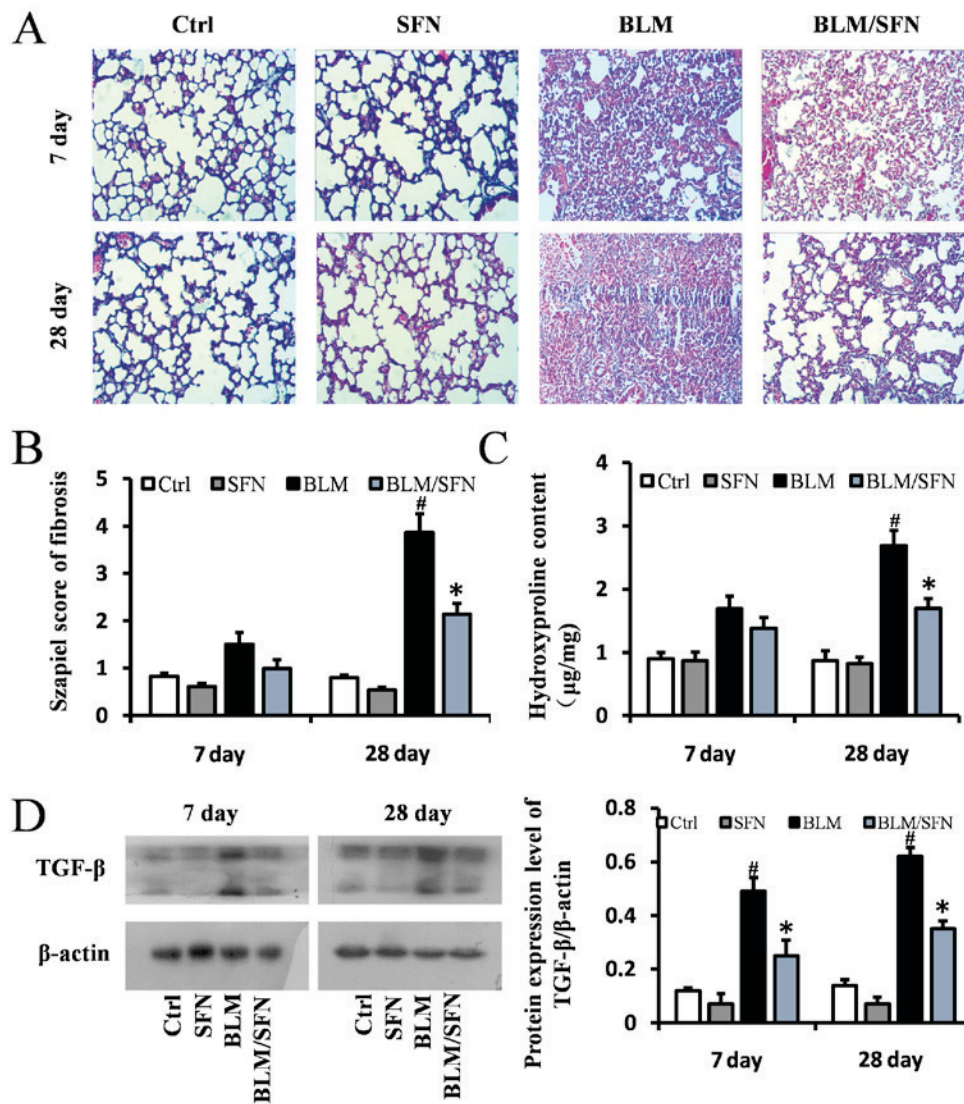 A
Ctrl SFN BLM BLM/SFN
7 day
28 day
B
Ctrl SFN BLM BLM/SFN
Szapiel score of fibrosis
5
4
3
2
1
0
#
*
7 day 28 day
C
Ctrl SFN BLM BLM/SFN
Hydroxyproline content
(μg/mg)
4
3
2
1
0
#
*
7 day 28 day
D
7 day 28 day
TGF-β
β-actin
Ctrl SFN BLM BLM/SFN Ctrl SFN BLM BLM/SFN
Protein expression level of
TGF-β/β-actin
0.8
0.6
0.4
0.2
0
Ctrl SFN BLM BLM/SFN
# * # *
7 day 28 day